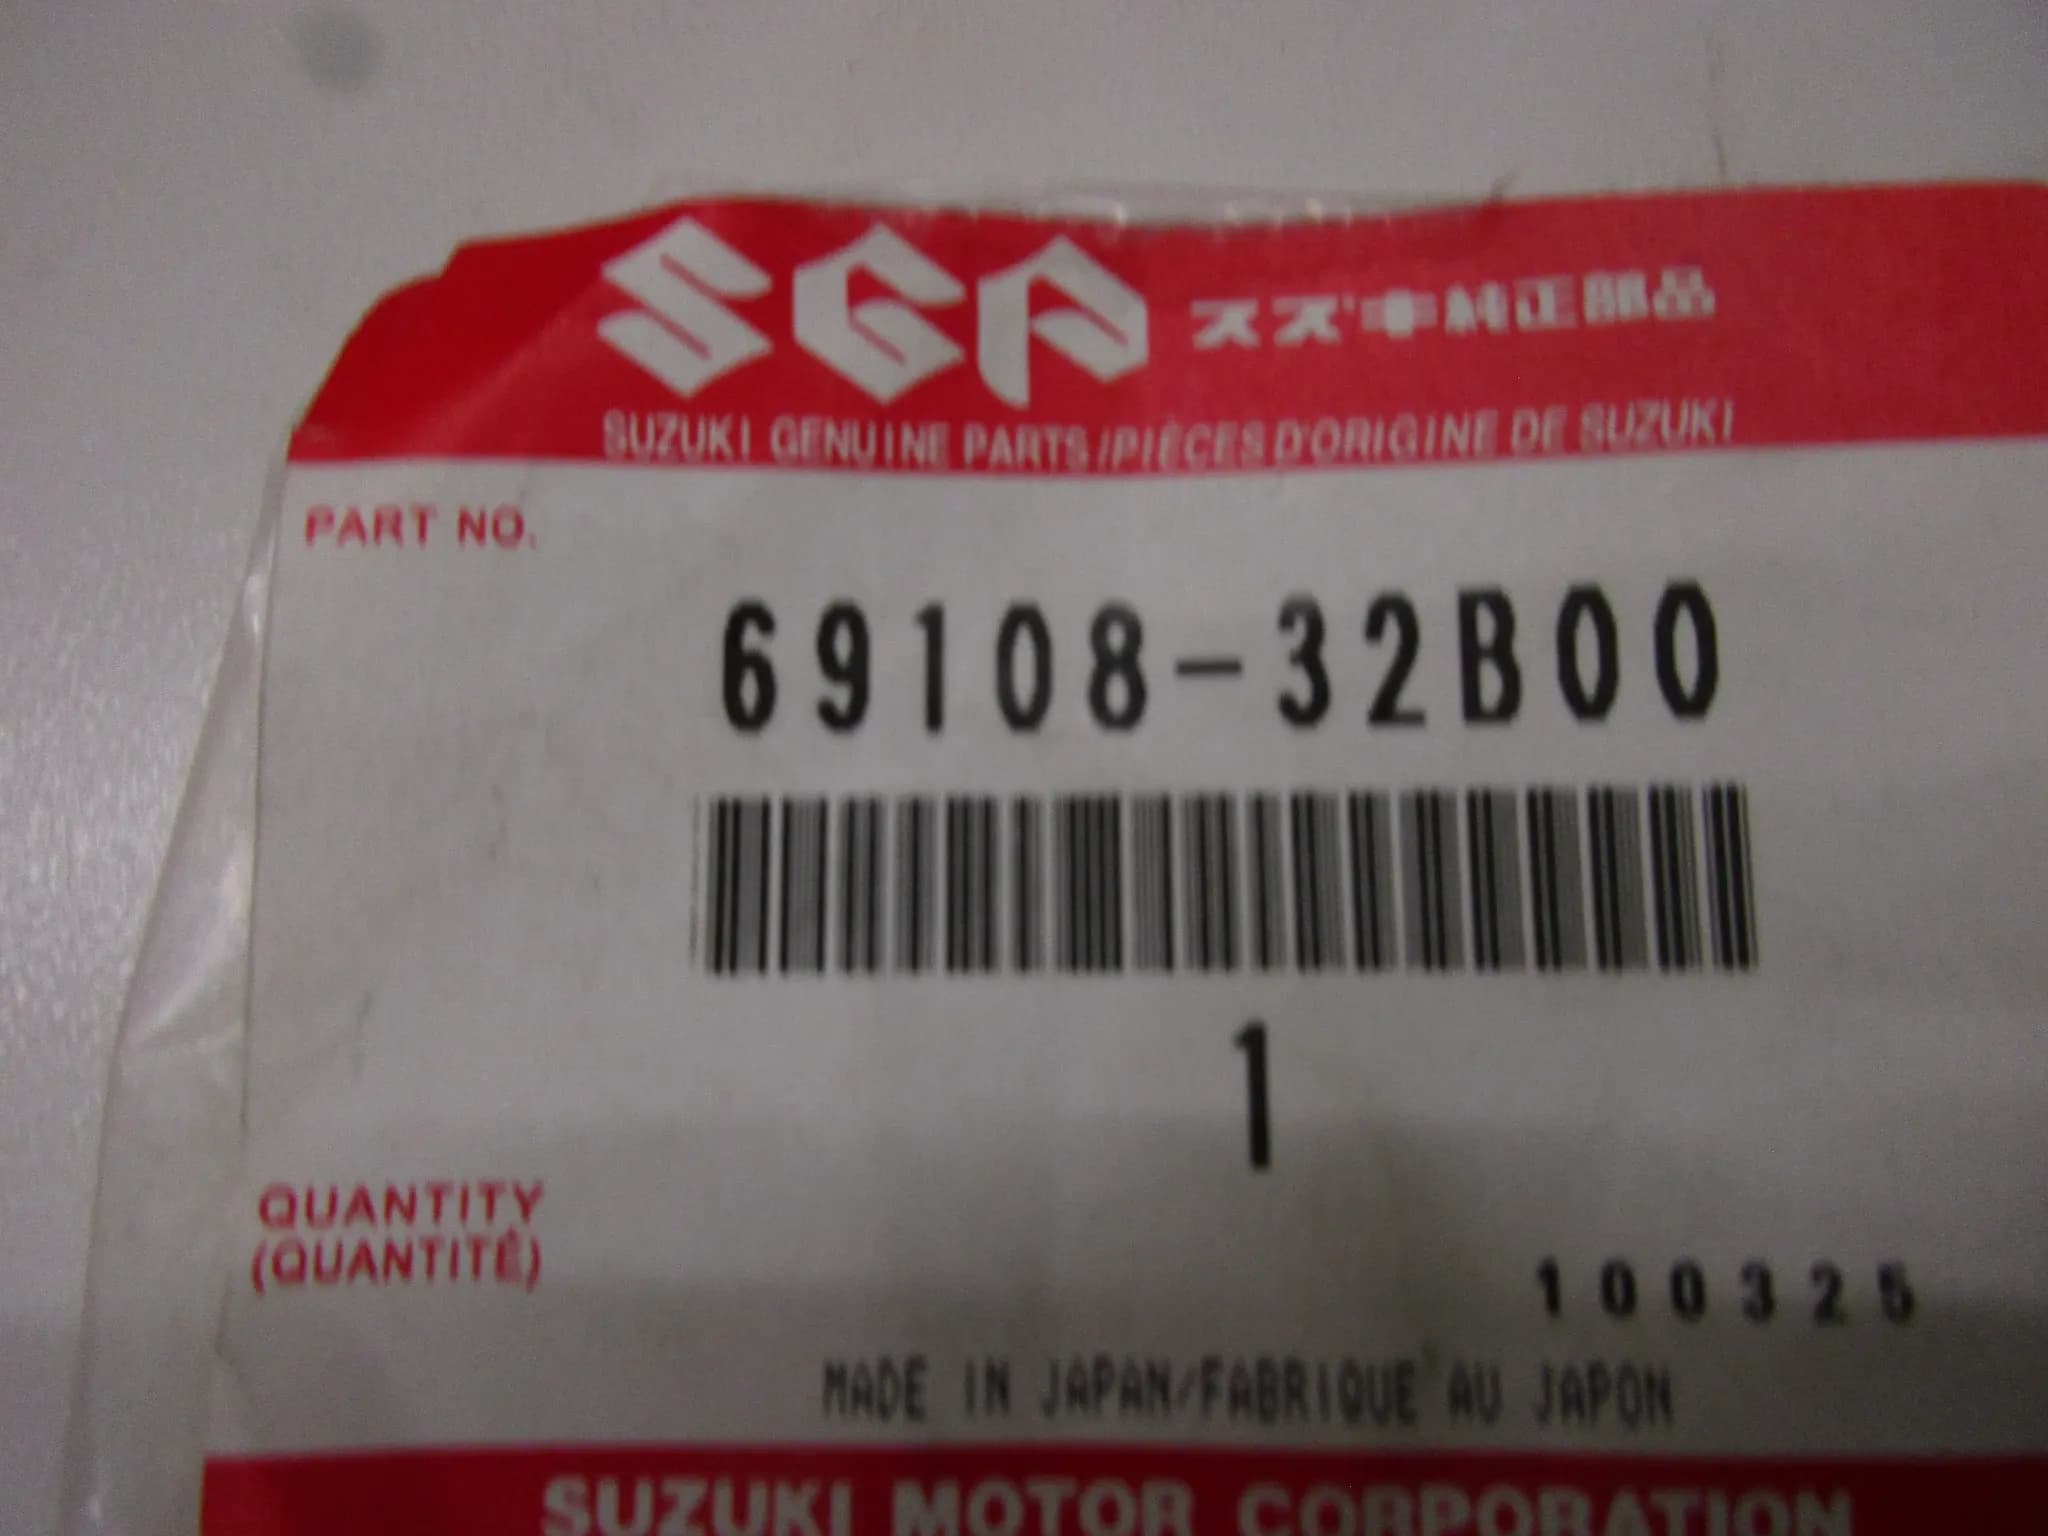 SGP スズキ純正部品
SUZUKI GENUINE PARTS/PIÈCES D'ORIGINE DE SUZUKI
PART NO.
69108-32B00
1
QUANTITY
(QUANTITÉ)
100325
MADE IN JAPAN/FABRIQUE' AU JAPON
SUZUKI MOTOR CORPORATION